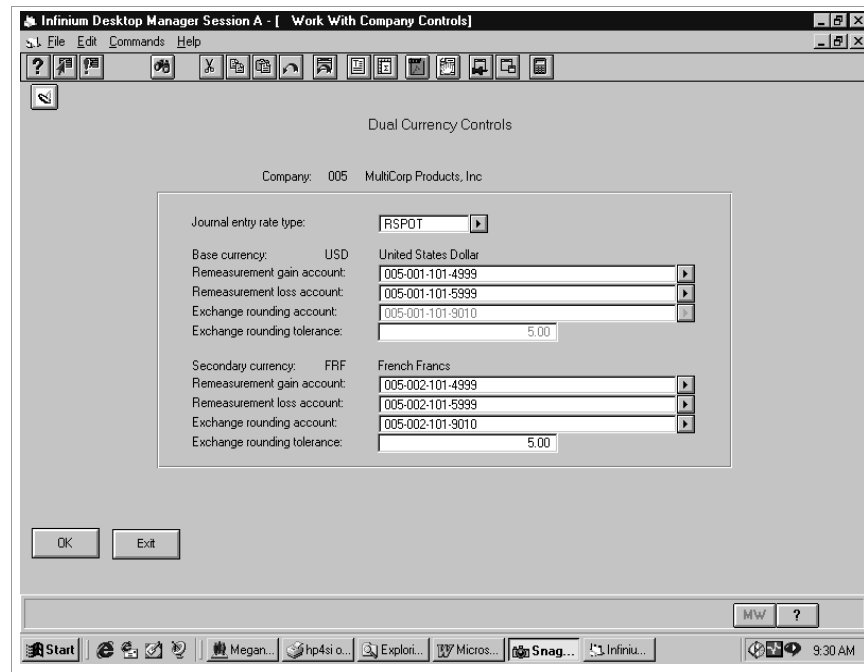 Infinium Desktop Manager Session A - [ Work With Company Controls]
File Edit Commands Help
Dual Currency Controls
Company: 005 MultiCorp Products, Inc
Journal entry rate type: RSPOT
Base currency: USD United States Dollar
Remeasurement gain account: 005-001-101-4999
Remeasurement loss account: 005-001-101-5999
Exchange rounding account: 005-001-101-9010
Exchange rounding tolerance: 5.00
Secondary currency: FRF French Francs
Remeasurement gain account: 005-002-101-4999
Remeasurement loss account: 005-002-101-5999
Exchange rounding account: 005-002-101-9010
Exchange rounding tolerance: 5.00
OK Exit
MW ?
Start Megan... hp4si o... Explori... Micros... Snag... Infiniu... 9:30 AM